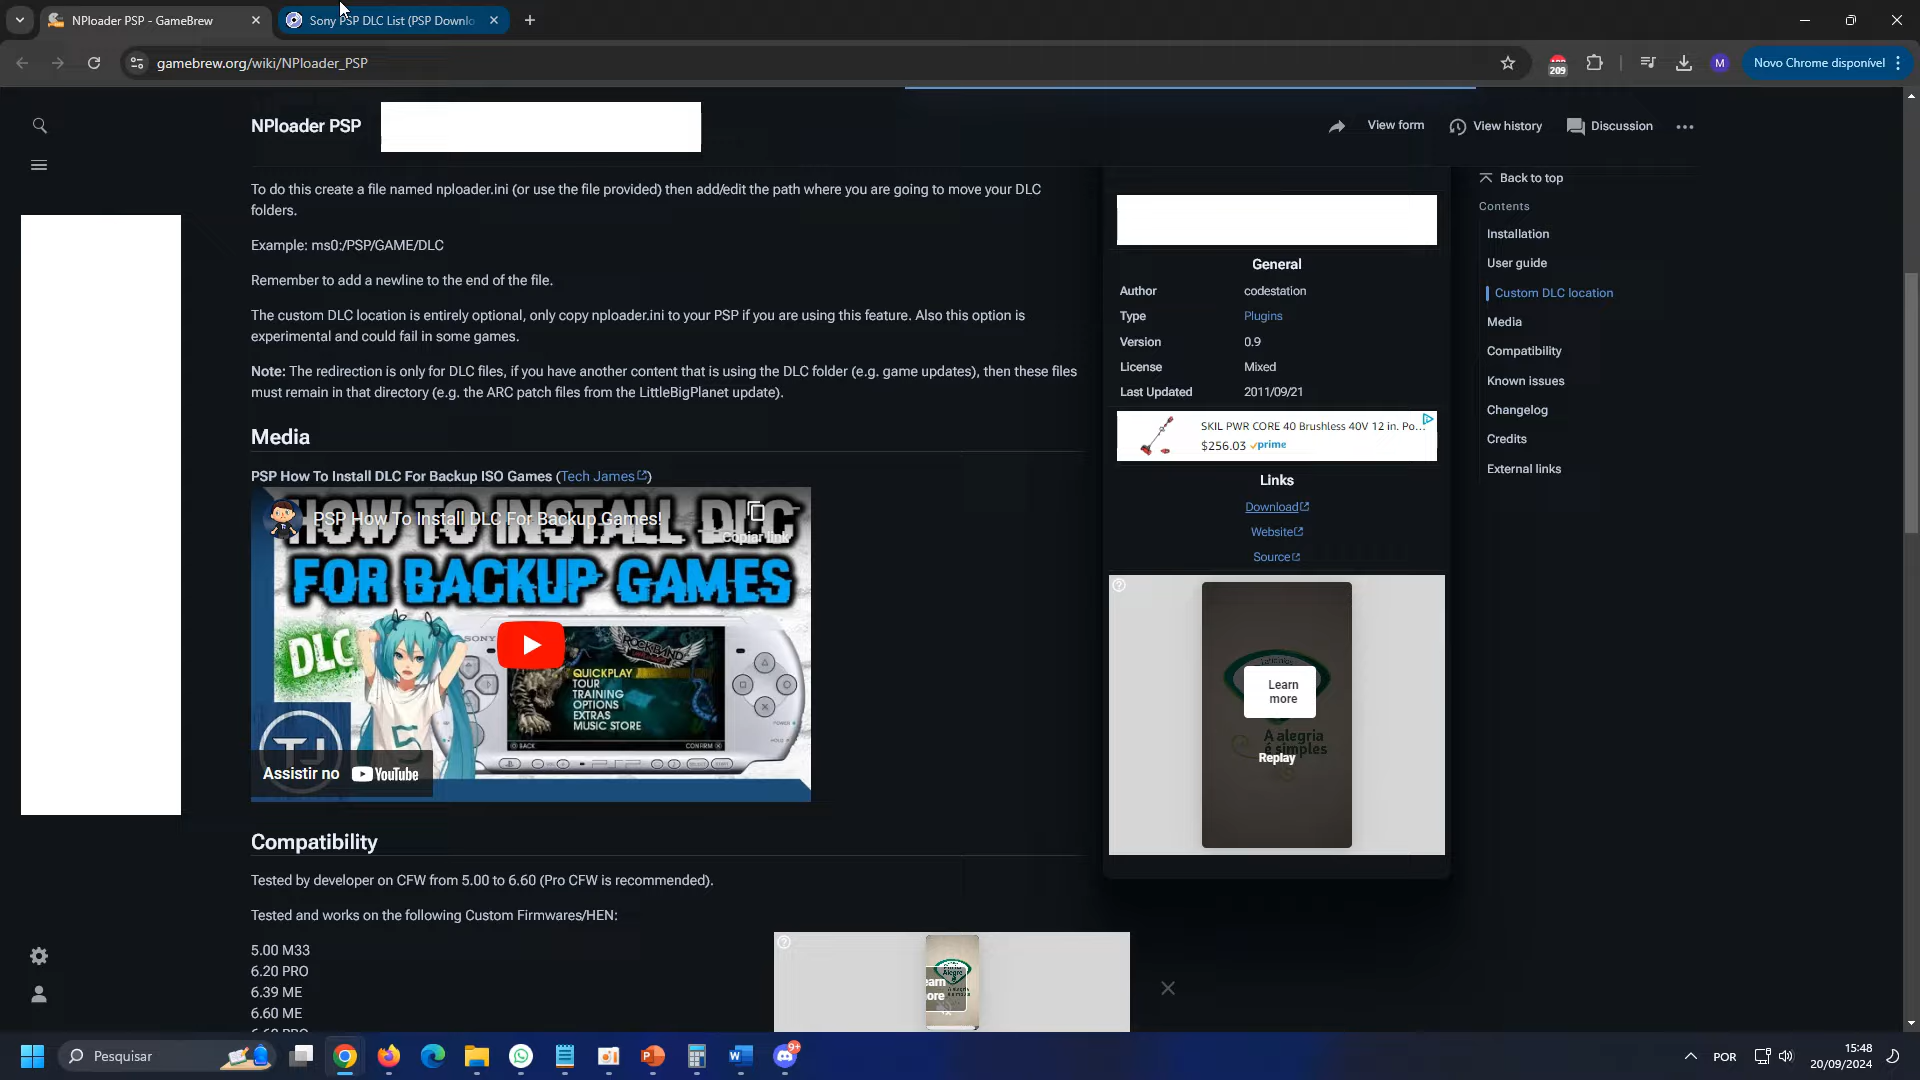 NPloader PSP - GameBrew
Sony PSP DLC List (PSP Downlo
gamebrew.org/wiki/NPloader_PSP
209
M
Novo Chrome disponível
NPloader PSP
View form
View history
Discussion
To do this create a file named nploader.ini (or use the file provided) then add/edit the path where you are going to move your DLC
folders.
Example: ms0:/PSP/GAME/DLC
Remember to add a newline to the end of the file.
The custom DLC location is entirely optional, only copy nploader.ini to your PSP if you are using this feature. Also this option is
experimental and could fail in some games.
Note: The redirection is only for DLC files, if you have another content that is using the DLC folder (e.g. game updates), then these files
must remain in that directory (e.g. the ARC patch files from the LittleBigPlanet update).
Media
PSP How To Install DLC For Backup ISO Games (Tech James)
HOW TO INSTALL DLC
PSP How To Install DLC For Backup Games!
Copiar link
FOR BACKUP GAMES
DLC
SONY
ROCKBAND
QUICKPLAY
TOUR
TRAINING
OPTIONS
EXTRAS
MUSIC STORE
BACK
CONFIRM
5
TJ
Assistir no YouTube
Compatibility
Tested by developer on CFW from 5.00 to 6.60 (Pro CFW is recommended).
Tested and works on the following Custom Firmwares/HEN:
5.00 M33
6.20 PRO
6.39 ME
6.60 ME
6.60 PRO
General
Author codestation
Type Plugins
Version 0.9
License Mixed
Last Updated 2011/09/21
SKIL PWR CORE 40 Brushless 40V 12 in. Po...
$256.03 prime
Links
Download
Website
Source
Learn
more
A alegria
é simples
Replay
Back to top
Contents
Installation
User guide
Custom DLC location
Media
Compatibility
Known issues
Changelog
Credits
External links
earn
ore
Pesquisar
9+
POR
15:48
20/09/2024